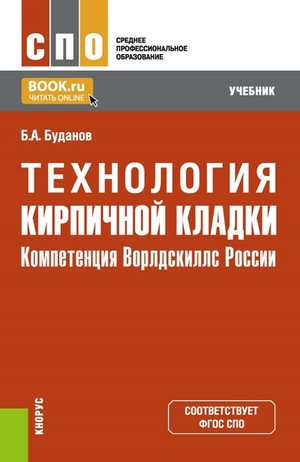 СПО
СРЕДНЕЕ
ПРОФЕССИОНАЛЬНОЕ
ОБРАЗОВАНИЕ
BOOK.ru
ЧИТАТЬ ONLINE
УЧЕБНИК
Б.А. Буданов
ТЕХНОЛОГИЯ
КИРПИЧНОЙ КЛАДКИ
Компетенция Ворлдскиллс России
КНОРУС
СООТВЕТСТВУЕТ
ФГОС СПО